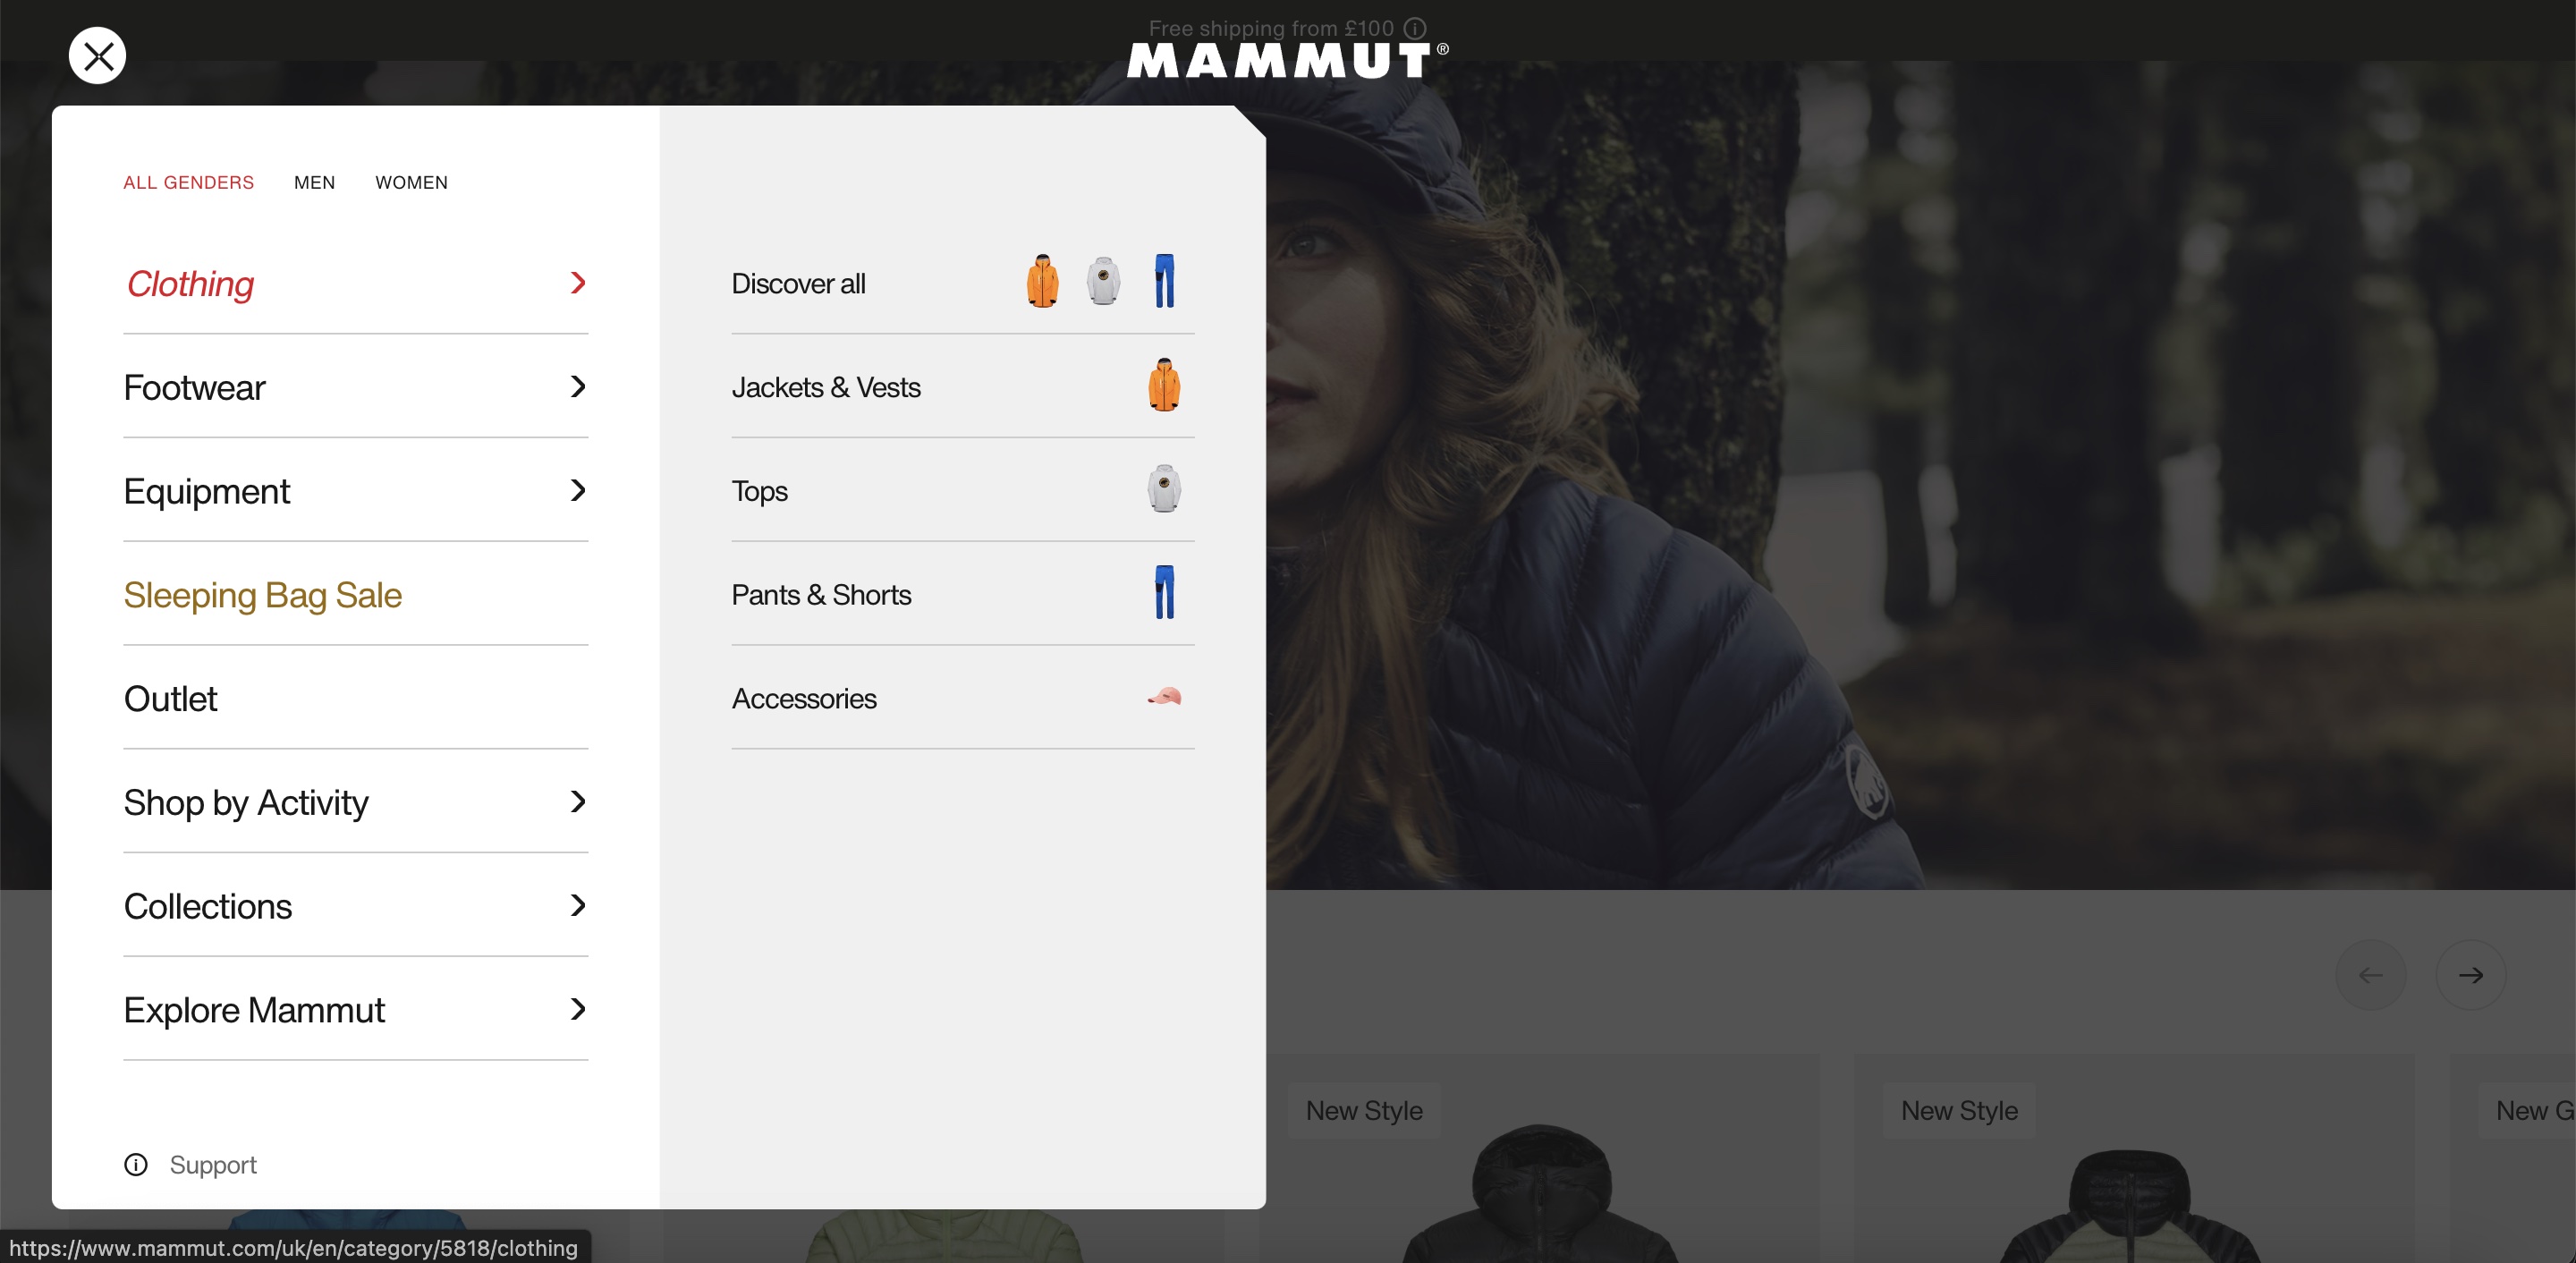 Free shipping from £100
MAMMUT®
ALL GENDERS MEN WOMEN
Clothing
Footwear
Equipment
Sleeping Bag Sale
Outlet
Shop by Activity
Collections
Explore Mammut
Support
Discover all
Jackets & Vests
Tops
Pants & Shorts
Accessories
New Style
New Style
New G
https://www.mammut.com/uk/en/category/5818/clothing